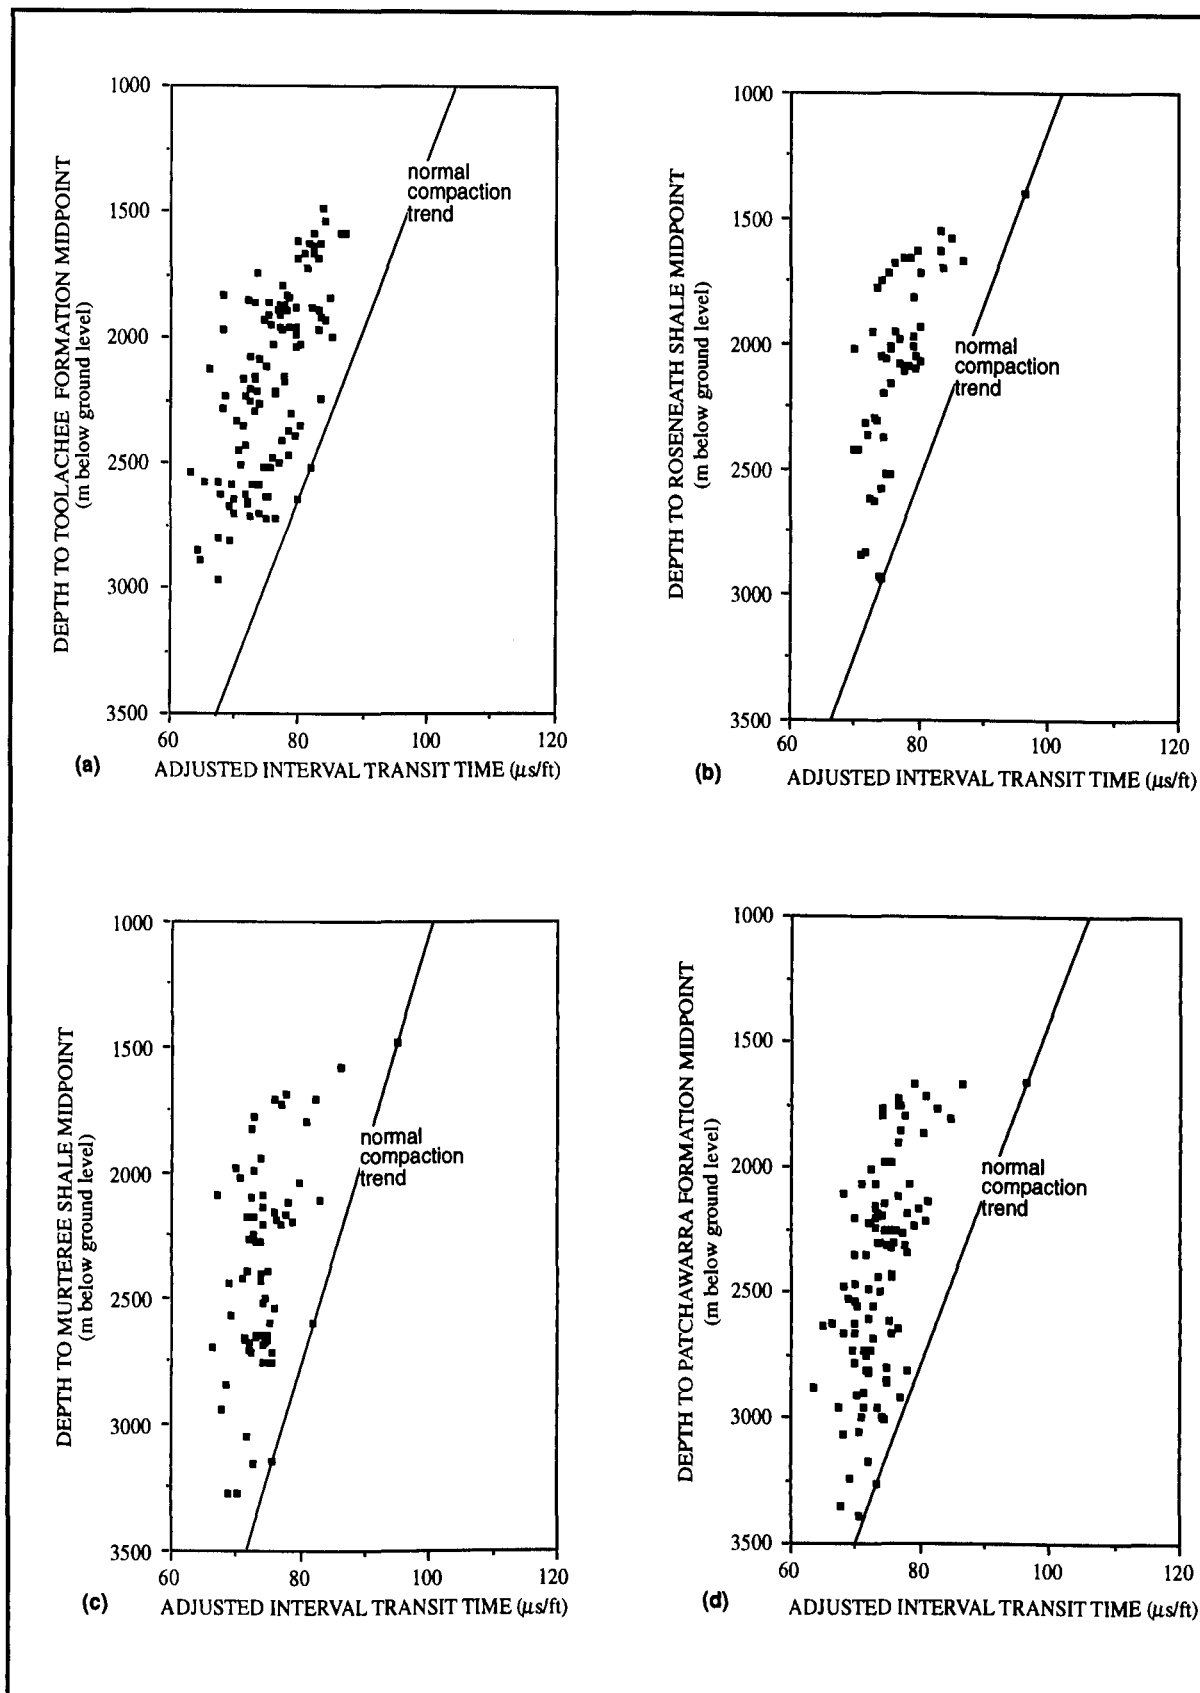 1000
1500
2000
2500
3000
3500
DEPTH TO TOOLACHEE FORMATION MIDPOINT
(m below ground level)
normal
compaction
trend
60
80
100
120
(a)
ADJUSTED INTERVAL TRANSIT TIME (μs/ft)
1000
1500
2000
2500
3000
3500
DEPTH TO ROSENEATH SHALE MIDPOINT
(m below ground level)
normal
compaction
trend
60
80
100
120
(b)
ADJUSTED INTERVAL TRANSIT TIME (μs/ft)
1000
1500
2000
2500
3000
3500
DEPTH TO MURTEREE SHALE MIDPOINT
(m below ground level)
normal
compaction
trend
60
80
100
120
(c)
ADJUSTED INTERVAL TRANSIT TIME (μs/ft)
1000
1500
2000
2500
3000
3500
DEPTH TO PATCHAWARRA FORMATION MIDPOINT
(m below ground level)
normal
compaction
trend
60
80
100
120
(d)
ADJUSTED INTERVAL TRANSIT TIME (μs/ft)